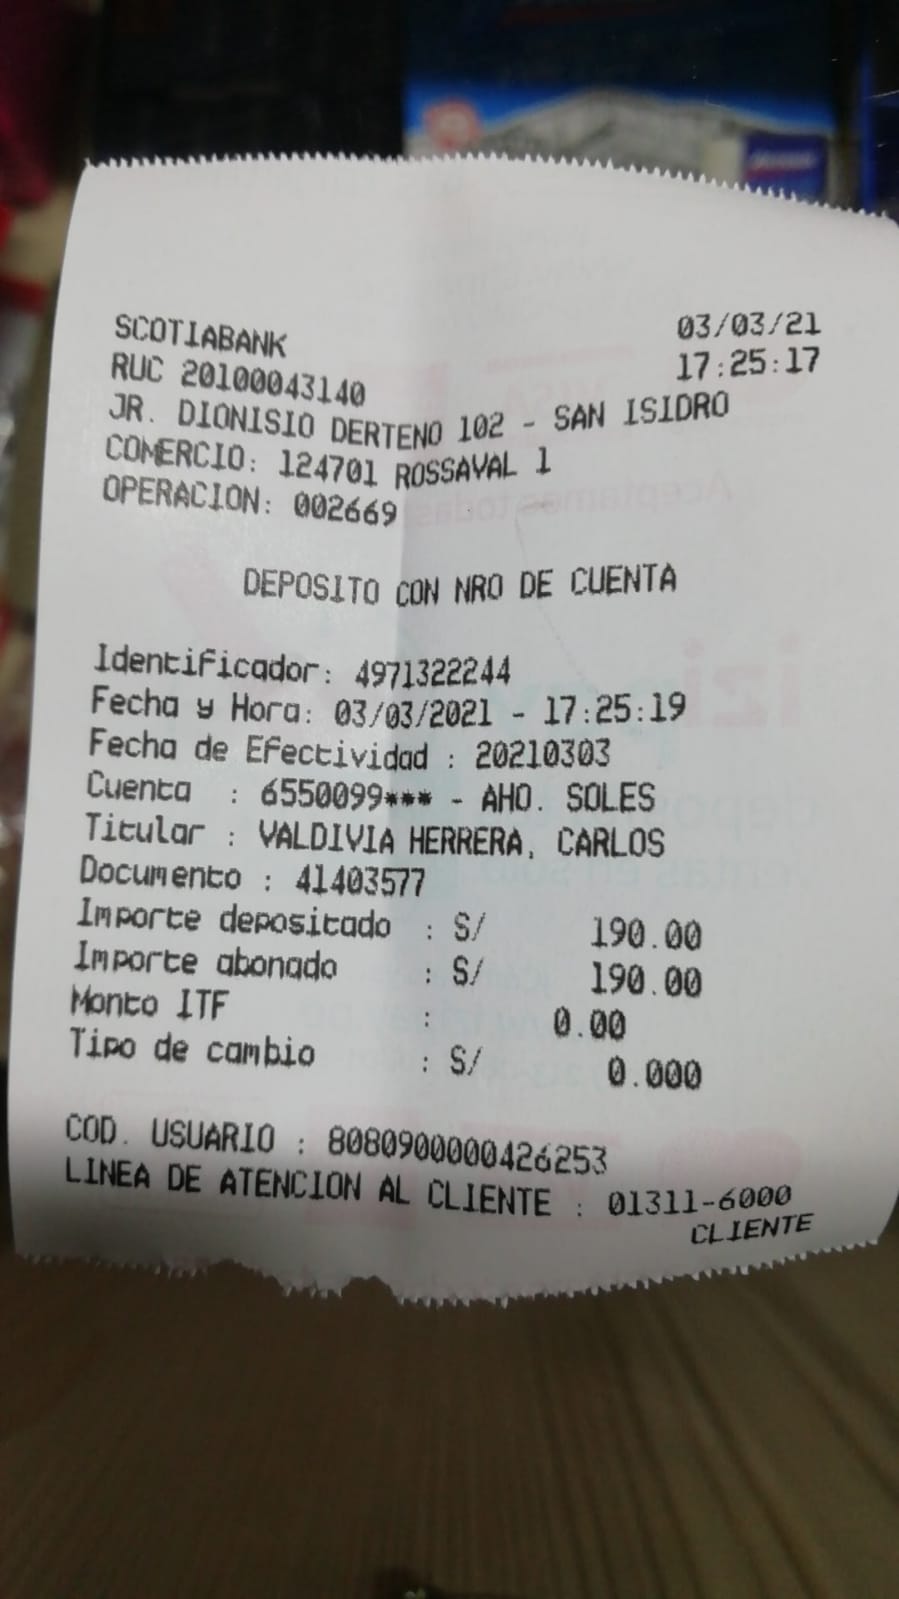 SCOTIABANK 03/03/21
RUC 20100043140 17:25:17
JR. DIONISIO DERTENO 102 - SAN ISIDRO
COMERCIO: 124701 ROSSAVAL 1
OPERACION: 002669
DEPOSITO CON NRO DE CUENTA
Identificador: 4971322244
Fecha y Hora: 03/03/2021 - 17:25:19
Fecha de Efectividad : 20210303
Cuenta : 6550099*** - AHO. SOLES
Titular : VALDIVIA HERRERA, CARLOS
Documento : 41403577
Importe depositado : S/ 190.00
Importe abonado : S/ 190.00
Monto ITF : 0.00
Tipo de cambio : S/ 0.000
COD. USUARIO : 8080900000426253
LINEA DE ATENCION AL CLIENTE : 01311-6000
CLIENTE